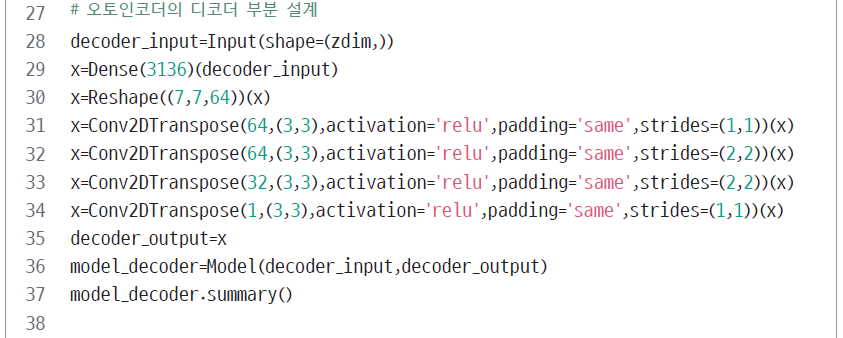 27 # 오토인코더의 디코더 부분 설계
28 decoder_input=Input(shape=(zdim,))
29 x=Dense(3136)(decoder_input)
30 x=Reshape((7,7,64))(x)
31 x=Conv2DTranspose(64,(3,3),activation='relu',padding='same',strides=(1,1))(x)
32 x=Conv2DTranspose(64,(3,3),activation='relu',padding='same',strides=(2,2))(x)
33 x=Conv2DTranspose(32,(3,3),activation='relu',padding='same',strides=(2,2))(x)
34 x=Conv2DTranspose(1,(3,3),activation='relu',padding='same',strides=(1,1))(x)
35 decoder_output=x
36 model_decoder=Model(decoder_input,decoder_output)
37 model_decoder.summary()
38